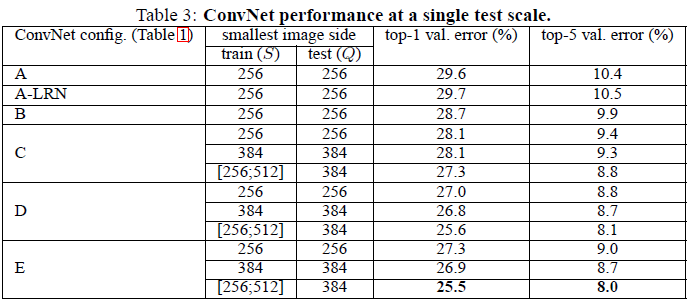 Table 3: ConvNet performance at a single test scale.
ConvNet config. (Table 1) smallest image side top-1 val. error (%) top-5 val. error (%)
train (S) test (Q)
A 256 256 29.6 10.4
A-LRN 256 256 29.7 10.5
B 256 256 28.7 9.9
C 256 256 28.1 9.4
384 384 28.1 9.3
[256;512] 384 27.3 8.8
D 256 256 27.0 8.8
384 384 26.8 8.7
[256;512] 384 25.6 8.1
E 256 256 27.3 9.0
384 384 26.9 8.7
[256;512] 384 25.5 8.0